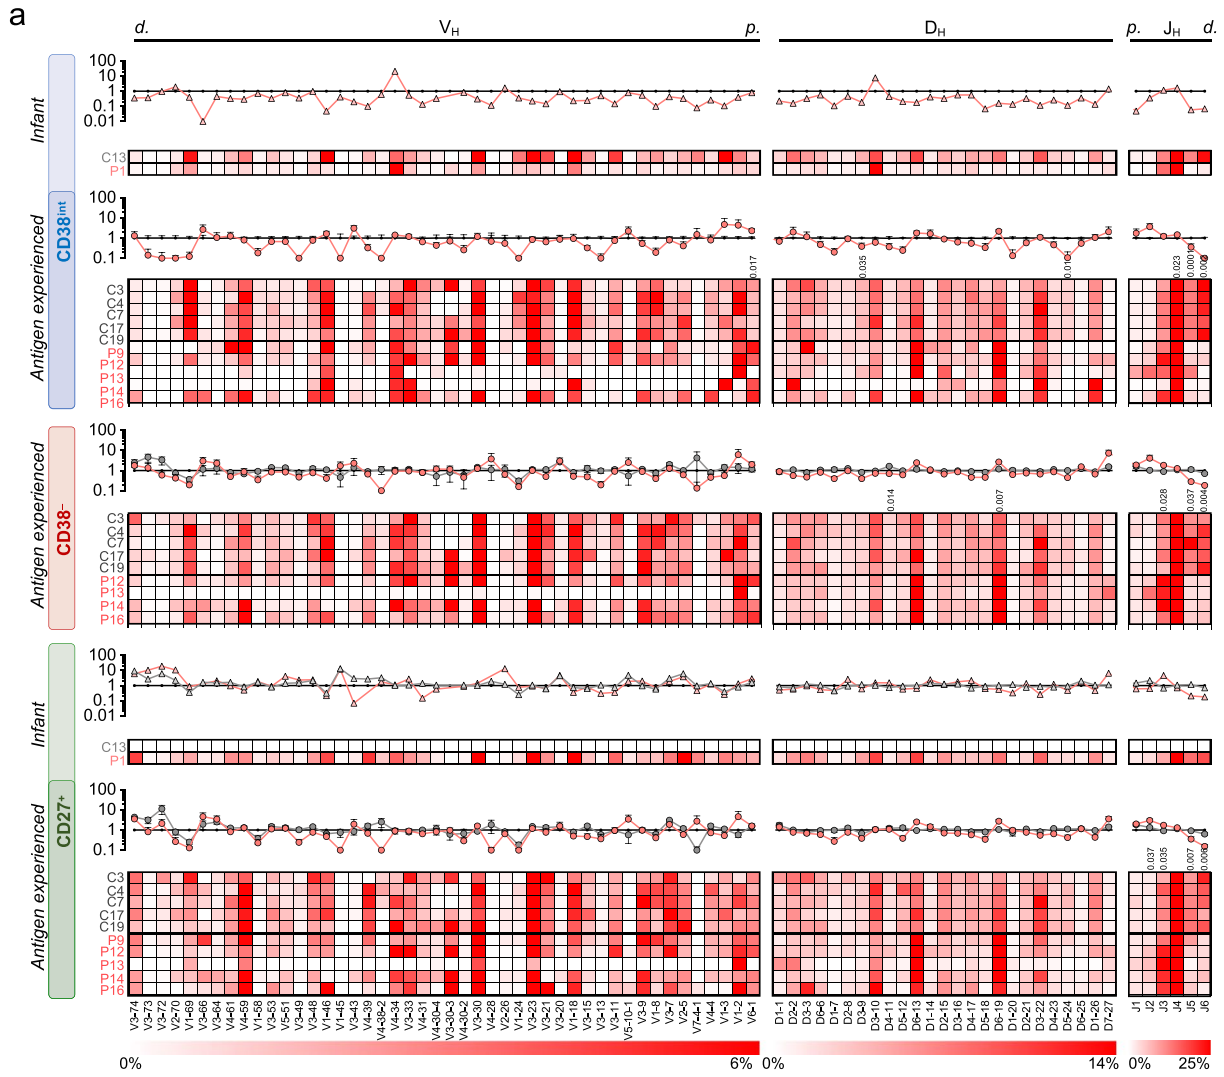 a
d. V_H p. D_H p. J_H d.
Infant
100
10
1
0.1
0.01
C13
P1
CD38^int
Antigen experienced
100
10
1
0.1
0.017
0.035
0.023
0.0001
C3
C4
C7
C17
C19
P9
P12
P13
P14
P16
CD38^-
Antigen experienced
100
10
1
0.1
0.014
0.007
0.028
0.037
0.004
C3
C4
C7
C17
C19
P12
P13
P14
P16
Infant
100
10
1
0.1
0.01
C13
P1
CD27^+
Antigen experienced
100
10
1
0.1
0.037
0.035
0.007
C3
C4
C7
C17
C19
P9
P12
P13
P14
P16
V3-74
V3-73
V3-72
V2-70
V1-69
V3-66
V3-64
V4-61
V4-59
V1-58
V3-53
V5-51
V3-49
V3-48
V1-46
V1-45
V3-43
V4-39
V4-38-2
V4-34
V3-33
V4-31
V4-30-4
V3-30-3
V4-30-2
V3-30
V4-28
V2-26
V1-24
V3-23
V3-21
V3-20
V1-18
V3-15
V3-13
V3-11
V5-10-1
V3-9
V1-8
V3-7
V2-5
V7-4-1
V4-4
V1-3
V1-2
V6-1
D1-1
D2-2
D3-3
D6-6
D1-7
D2-8
D3-9
D3-10
D4-11
D5-12
D6-13
D1-14
D2-15
D3-16
D4-17
D5-18
D6-19
D1-20
D2-21
D3-22
D4-23
D5-24
D6-25
D1-26
D7-27
J1
J2
J3
J4
J5
J6
0% 6% 0% 14% 0% 25%